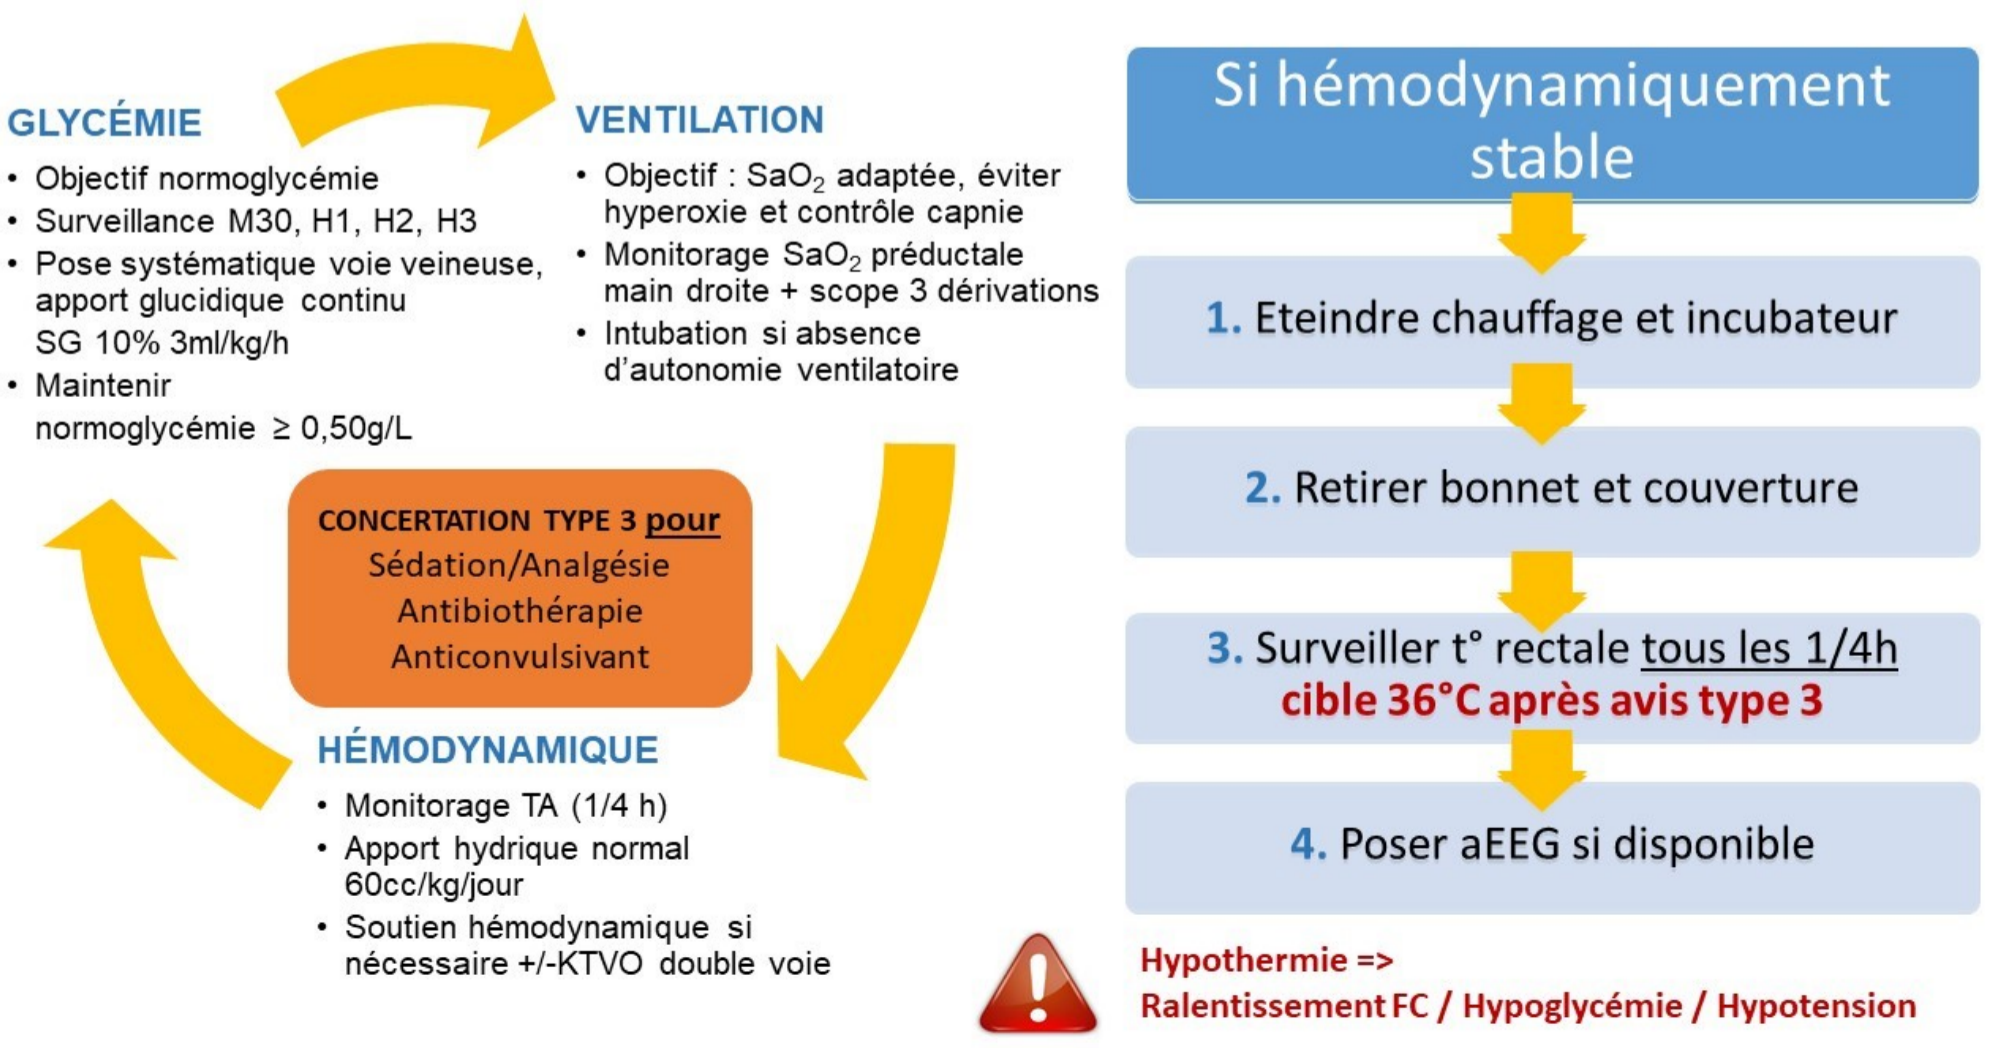 GLYCÉMIE
• Objectif normoglycémie
• Surveillance M30, H1, H2, H3
• Pose systématique voie veineuse,
apport glucidique continu
SG 10% 3ml/kg/h
• Maintenir
normoglycémie ≥ 0,50g/L
VENTILATION
• Objectif : SaO₂ adaptée, éviter
hyperoxie et contrôle capnie
• Monitorage SaO₂ préductale
main droite + scope 3 dérivations
• Intubation si absence
d’autonomie ventilatoire
CONCERTATION TYPE 3 pour
Sédation/Analgésie
Antibiothérapie
Anticonvulsivant
HÉMODYNAMIQUE
• Monitorage TA (1/4 h)
• Apport hydrique normal
60cc/kg/jour
• Soutien hémodynamique si
nécessaire +/-KTVO double voie
Si hémodynamiquement
stable
1. Eteindre chauffage et incubateur
2. Retirer bonnet et couverture
3. Surveiller t° rectale tous les 1/4h
cible 36°C après avis type 3
4. Poser aEEG si disponible
!
Hypothermie =>
Ralentissement FC / Hypoglycémie / Hypotension